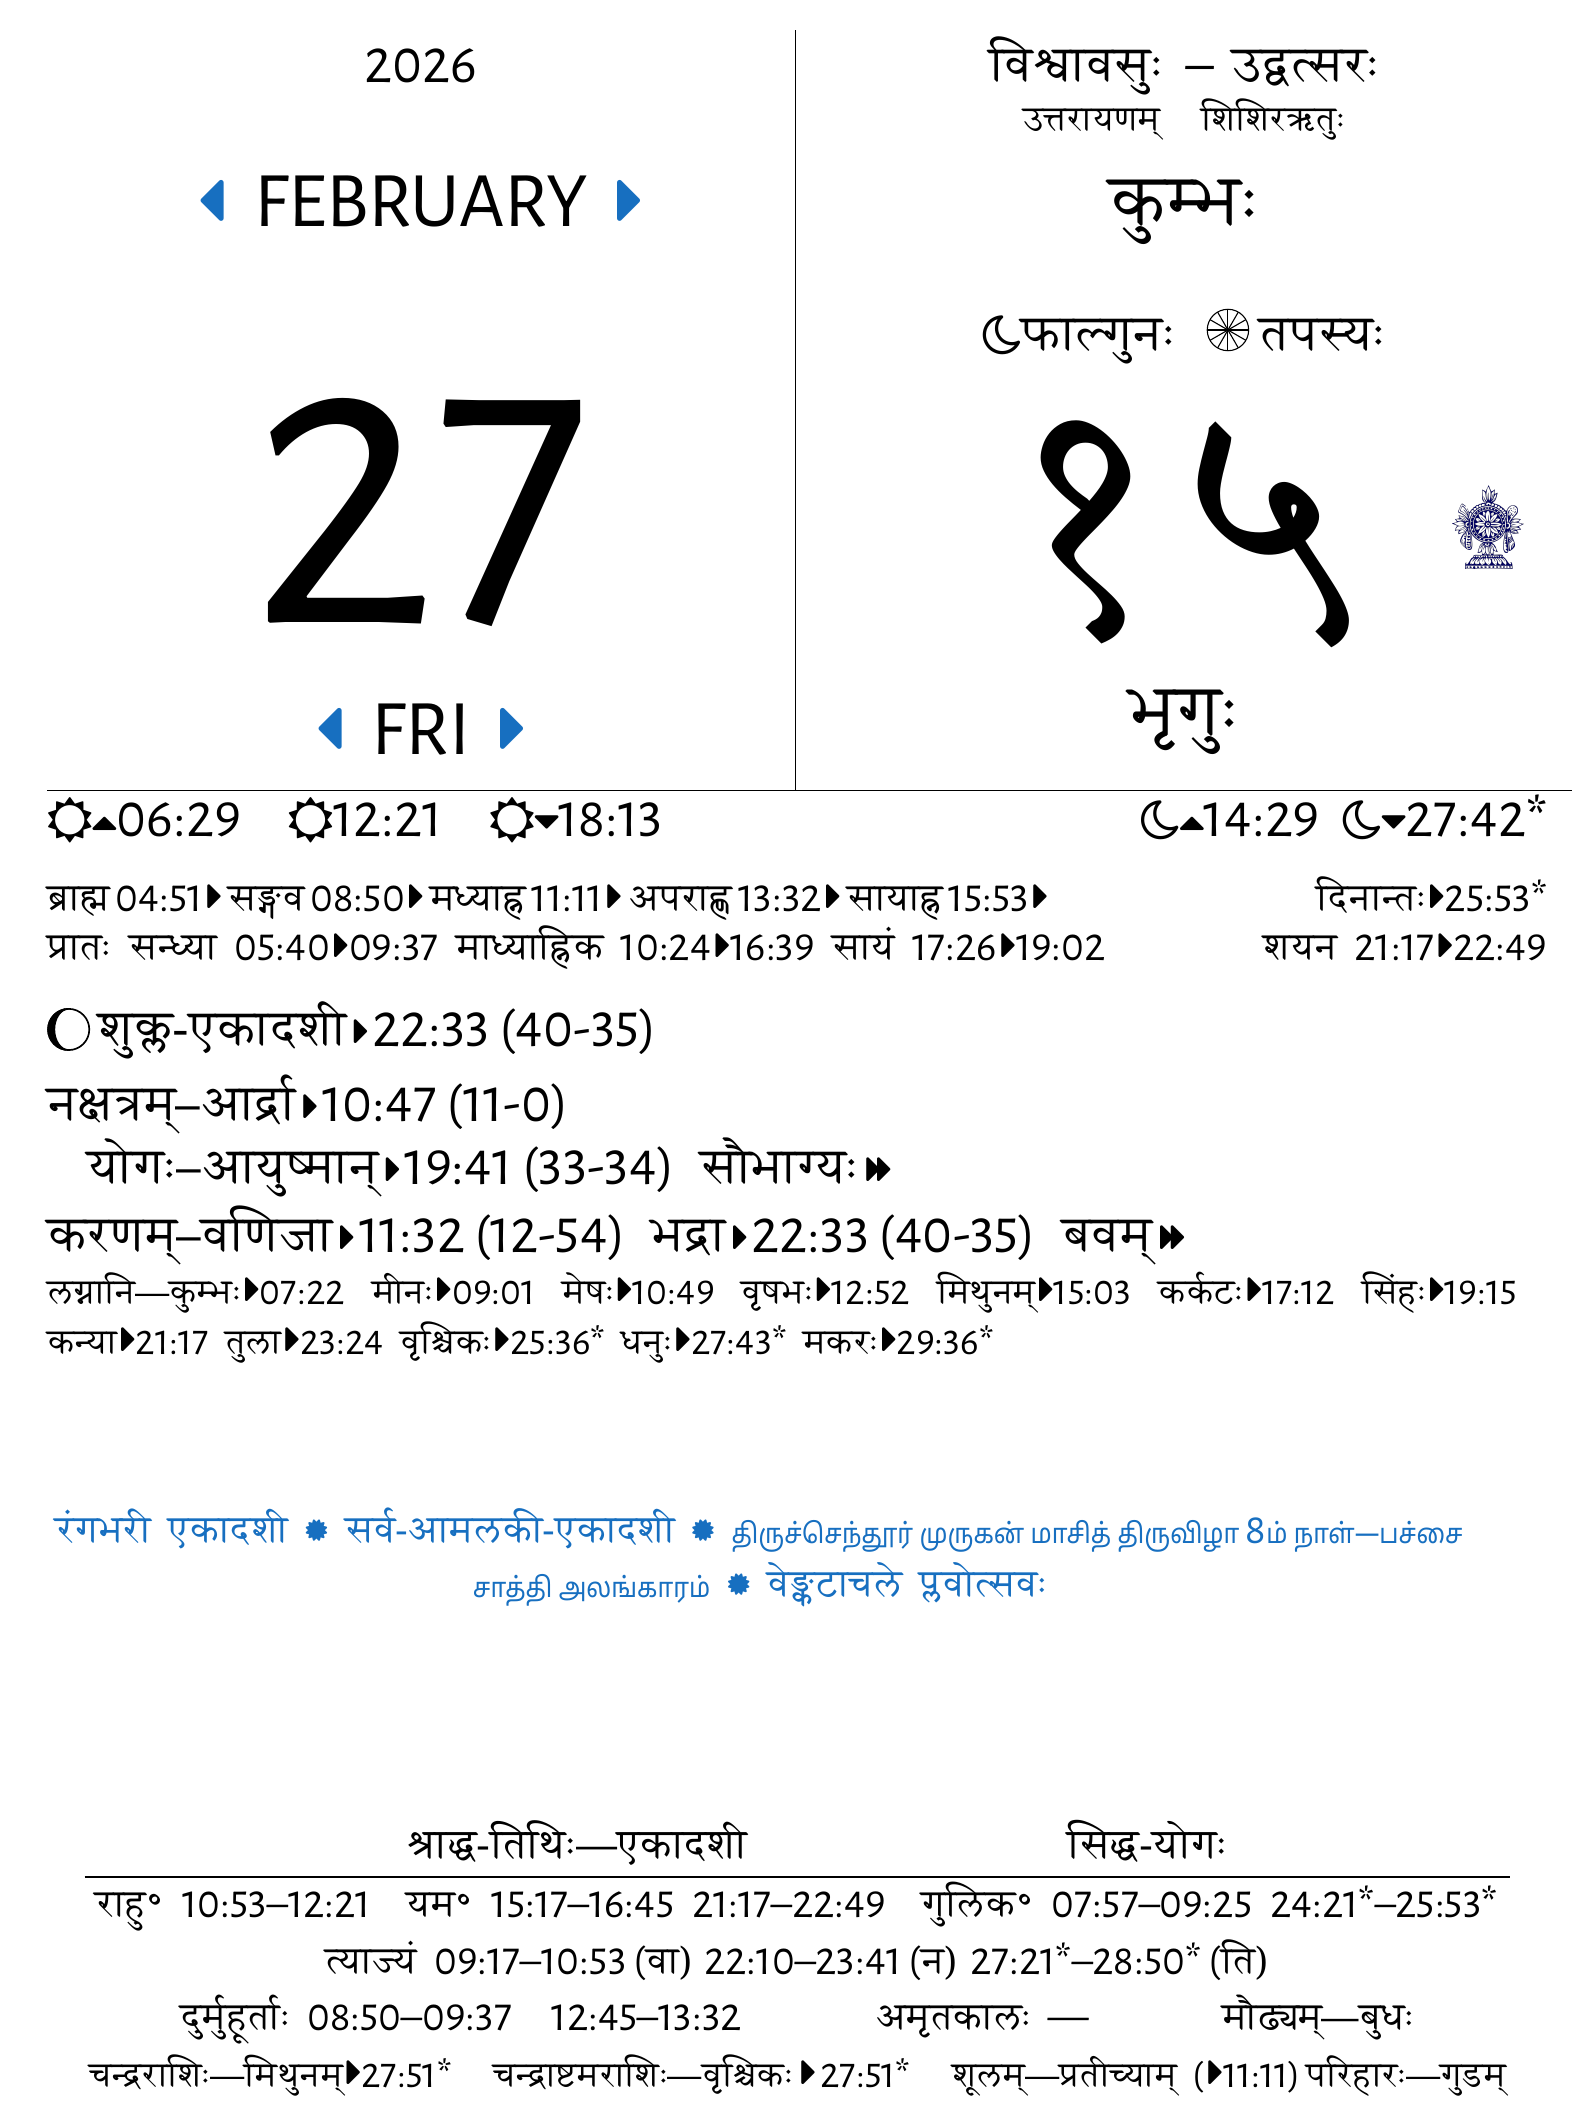 2026
FEBRUARY
27
FRI
विश्वावसुः – उद्वत्सरः
उत्तरायणम् शिशिरऋतुः
कुम्भः
फाल्गुनः तपस्यः
१५
भृगुः
06:29 12:21 18:13 14:29 27:42*
ब्राह्म 04:51 सङ्गव 08:50 मध्याह्न 11:11 अपराह्ण 13:32 सायाह्न 15:53 दिनान्तः 25:53*
प्रातः सन्ध्या 05:40 09:37 माध्याह्निक 10:24 16:39 सायं 17:26 19:02 शयन 21:17 22:49
शुक्ल-एकादशी 22:33 (40-35)
नक्षत्रम्–आर्द्रा 10:47 (11-0)
योगः–आयुष्मान् 19:41 (33-34) सौभाग्यः
करणम्–वणिजा 11:32 (12-54) भद्रा 22:33 (40-35) बवम्
लग्नानि—कुम्भः 07:22 मीनः 09:01 मेषः 10:49 वृषभः 12:52 मिथुनम् 15:03 कर्कटः 17:12 सिंहः 19:15
कन्या 21:17 तुला 23:24 वृश्चिकः 25:36* धनुः 27:43* मकरः 29:36*
रंगभरी एकादशी ✹ सर्व-आमलकी-एकादशी ✹ திருச்செந்தூர் முருகன் மாசித் திருவிழா 8ம் நாள்—பச்சை
சாத்தி அலங்காரம் ✹ वेङ्कटाचले प्लवोत्सवः
श्राद्ध-तिथिः—एकादशी सिद्ध-योगः
राहु॰ 10:53–12:21 यम॰ 15:17–16:45 21:17–22:49 गुलिक॰ 07:57–09:25 24:21*–25:53*
त्याज्यं 09:17–10:53 (वा) 22:10–23:41 (न) 27:21*–28:50* (ति)
दुर्मुहूर्ताः 08:50–09:37 12:45–13:32 अमृतकालः — मौढ्यम्—बुधः
चन्द्रराशिः—मिथुनम् 27:51* चन्द्राष्टमराशिः—वृश्चिकः 27:51* शूलम्—प्रतीच्याम् ( 11:11) परिहारः—गुडम्